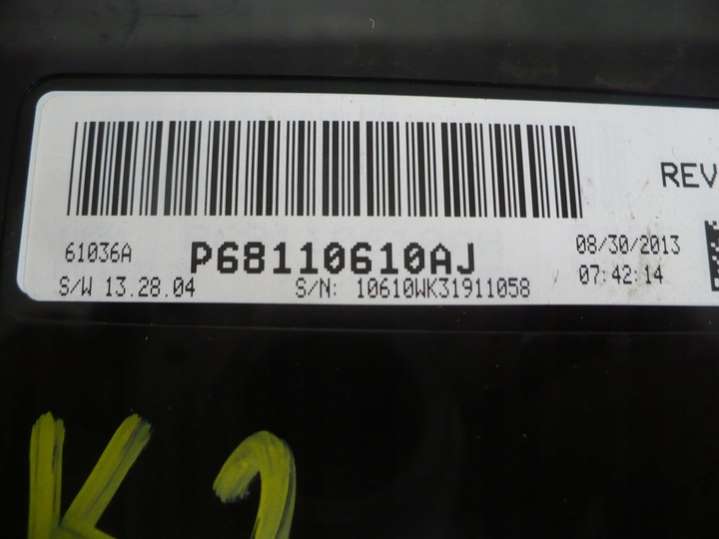 REV
61036A P68110610AJ 08/30/2013
S/W 13.28.04 S/N: 10610WK31911058 07:42:14
K2